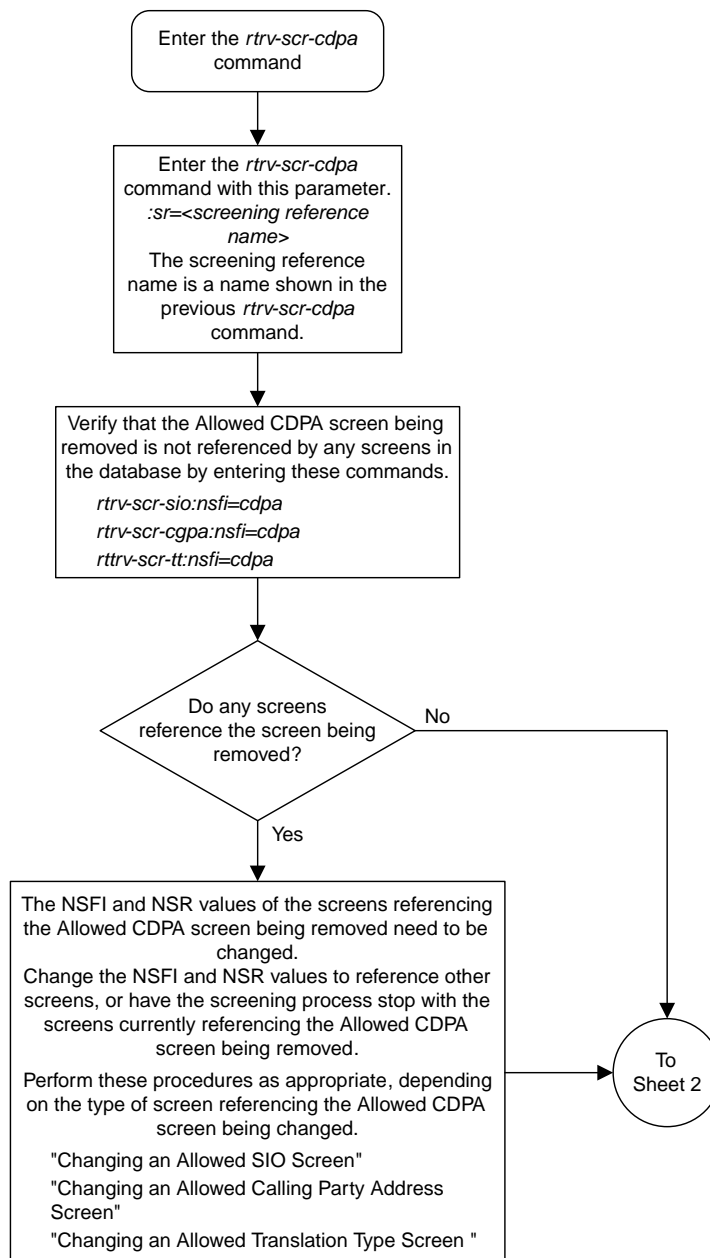 Enter the rtrv-scr-cdpa
command
Enter the rtrv-scr-cdpa
command with this parameter.
:sr=<screening reference
name>
The screening reference
name is a name shown in the
previous rtrv-scr-cdpa
command.
Verify that the Allowed CDPA screen being
removed is not referenced by any screens in
the database by entering these commands.
rtrv-scr-sio:nsfi=cdpa
rtrv-scr-cgpa:nsfi=cdpa
rttrv-scr-tt:nsfi=cdpa
Do any screens
reference the screen being
removed?
No
Yes
The NSFI and NSR values of the screens referencing
the Allowed CDPA screen being removed need to be
changed.
Change the NSFI and NSR values to reference other
screens, or have the screening process stop with the
screens currently referencing the Allowed CDPA
screen being removed.
Perform these procedures as appropriate, depending
on the type of screen referencing the Allowed CDPA
screen being changed.
"Changing an Allowed SIO Screen"
"Changing an Allowed Calling Party Address
Screen"
"Changing an Allowed Translation Type Screen "
To
Sheet 2